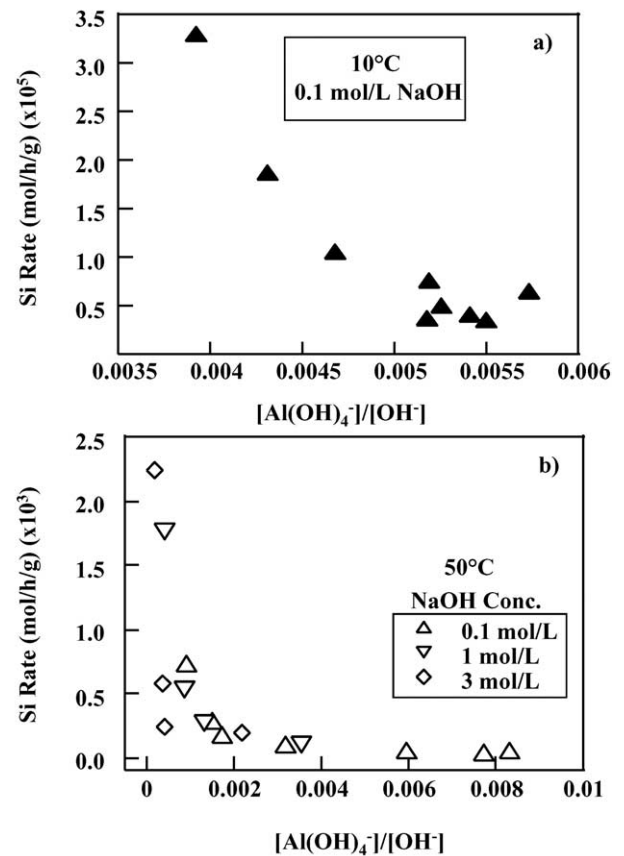 3.5
3.0
2.5
2.0
1.5
1.0
0.5
Si Rate (mol/h/g) (x10⁵)
a)
10°C
0.1 mol/L NaOH
0.0035 0.004 0.0045 0.005 0.0055 0.006
[Al(OH)₄⁻]/[OH⁻]
2.5
2.0
1.5
1.0
0.5
0.0
Si Rate (mol/h/g) (x10³)
b)
50°C
NaOH Conc.
0.1 mol/L
1 mol/L
3 mol/L
0 0.002 0.004 0.006 0.008 0.01
[Al(OH)₄⁻]/[OH⁻]